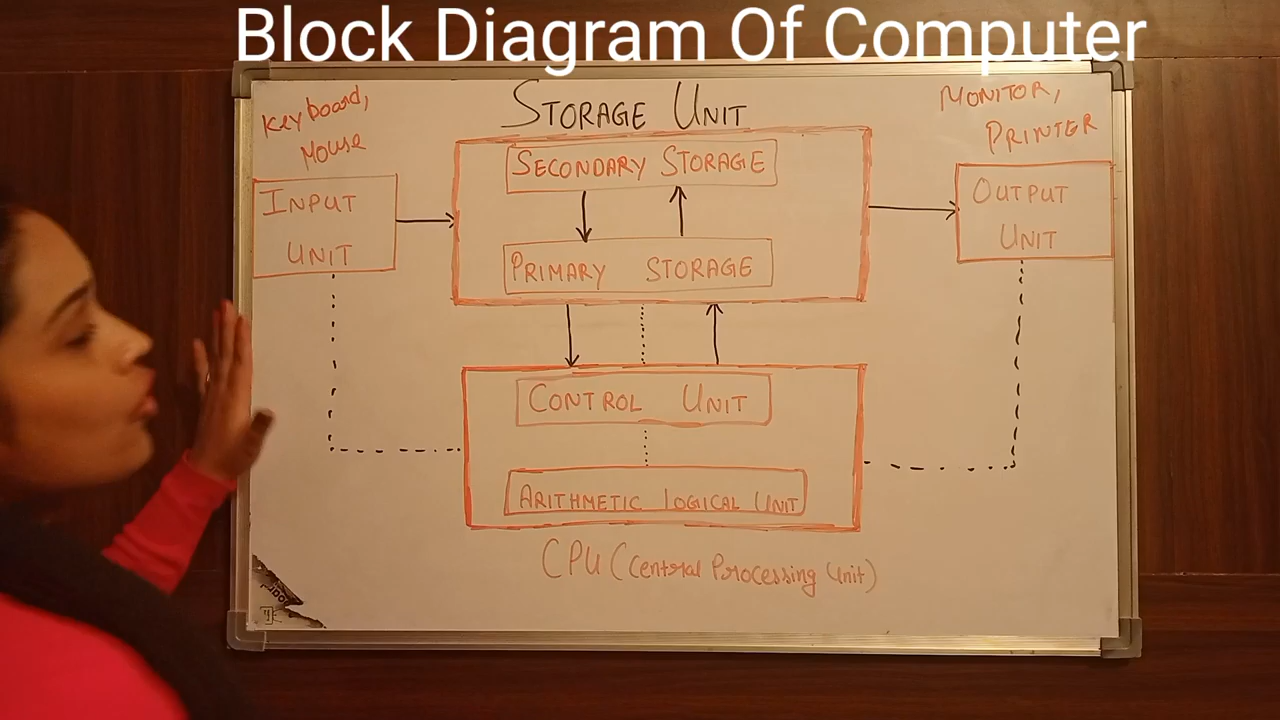 Block Diagram Of Computer
STORAGE UNIT
Keyboard,
Mouse
INPUT
UNIT
SECONDARY STORAGE
PRIMARY STORAGE
MONITOR,
PRINTER
OUTPUT
UNIT
CONTROL UNIT
ARITHMETIC LOGICAL UNIT
CPU (Central Processing Unit)